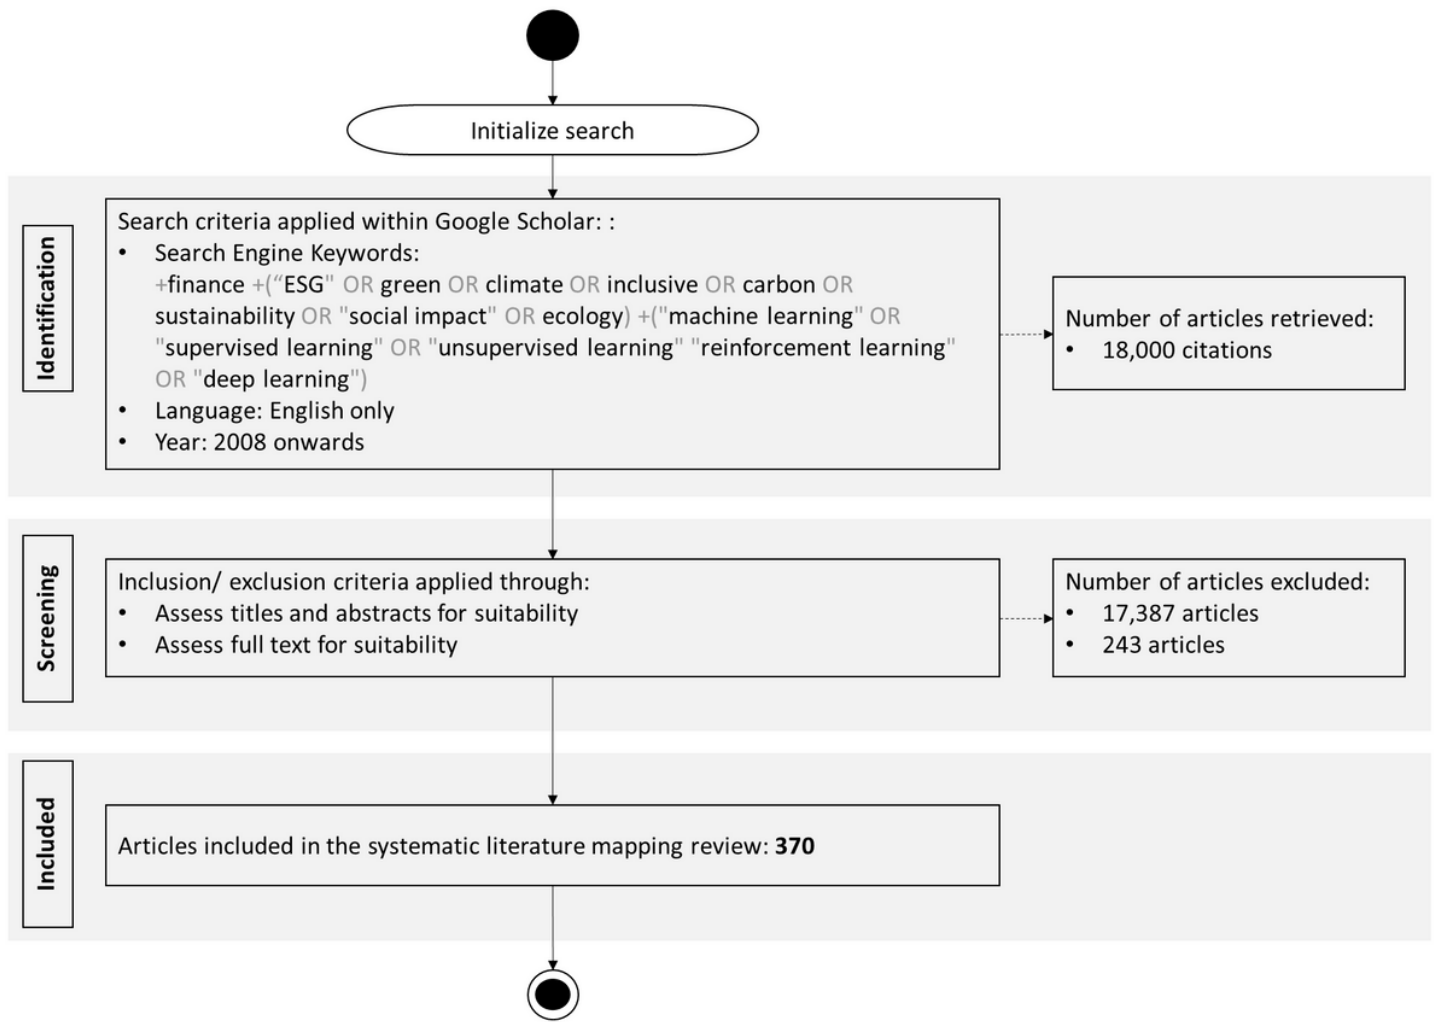 Initialize search
Identification
Search criteria applied within Google Scholar: :
• Search Engine Keywords:
+finance +(“ESG" OR green OR climate OR inclusive OR carbon OR
sustainability OR "social impact" OR ecology) +("machine learning" OR
"supervised learning" OR "unsupervised learning" "reinforcement learning"
OR "deep learning")
• Language: English only
• Year: 2008 onwards
Number of articles retrieved:
• 18,000 citations
Screening
Inclusion/ exclusion criteria applied through:
• Assess titles and abstracts for suitability
• Assess full text for suitability
Number of articles excluded:
• 17,387 articles
• 243 articles
Included
Articles included in the systematic literature mapping review: 370